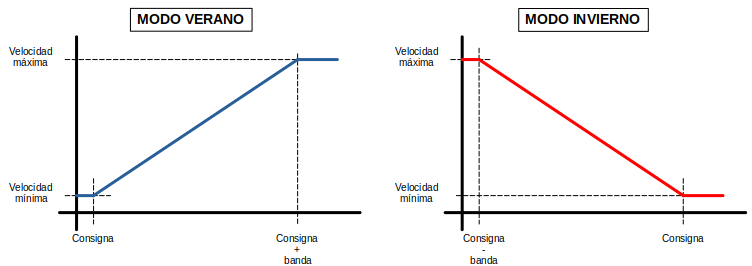 MODO VERANO
Velocidad
máxima
Velocidad
mínima
Consigna
Consigna
+
banda
MODO INVIERNO
Velocidad
máxima
Velocidad
mínima
Consigna
-
banda
Consigna